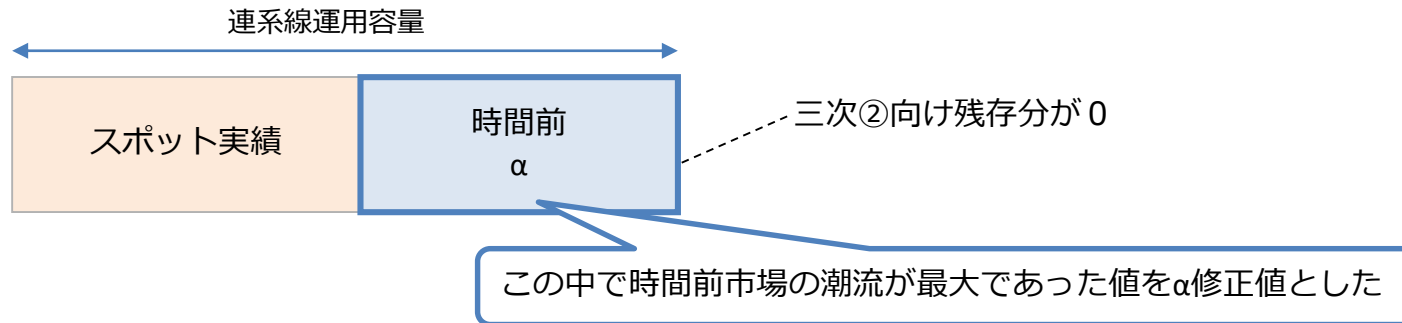 連系線運用容量
スポット実績
時間前
α
三次②向け残存分が0
この中で時間前市場の潮流が最大であった値をα修正値とした